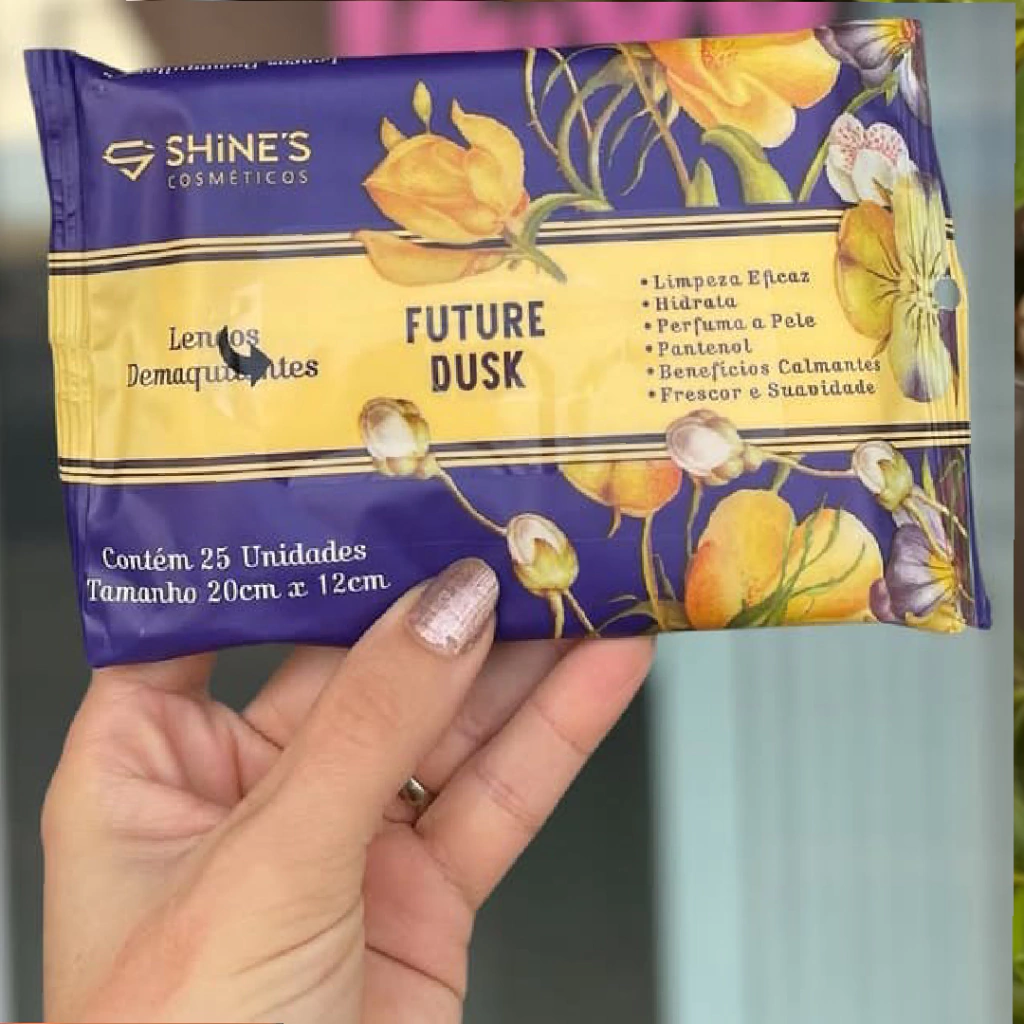 SHiNE'S
COSMÉTICOS
Lenços
Demaquilantes
FUTURE
DUSK
• Limpeza Eficaz
• Hidrata
• Perfuma a Pele
• Pantenol
• Benefícios Calmantes
• Frescor e Suavidade
Contém 25 Unidades
Tamanho 20cm x 12cm